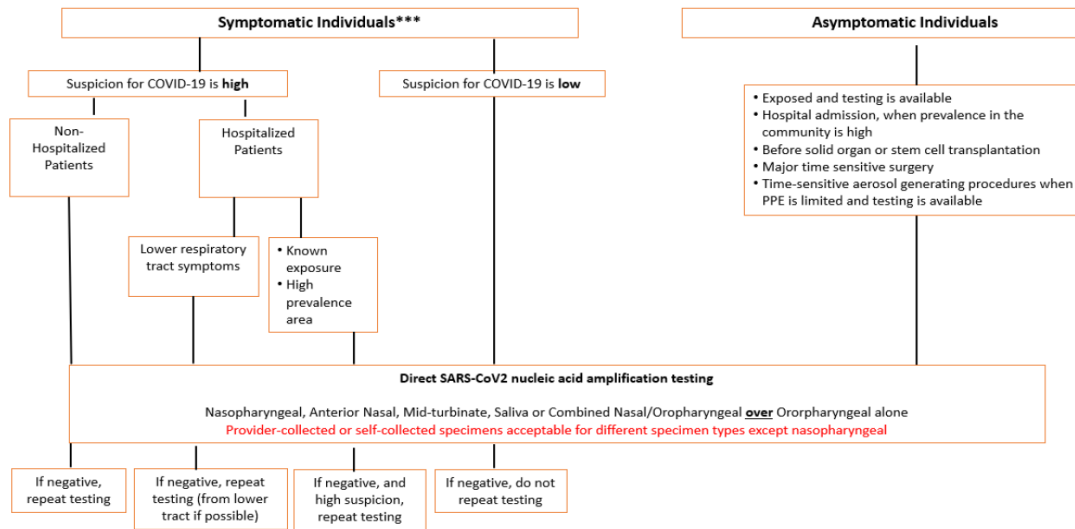 Symptomatic Individuals***
Asymptomatic Individuals
Suspicion for COVID-19 is high
Suspicion for COVID-19 is low
Non-
Hospitalized
Patients
Hospitalized
Patients
• Exposed and testing is available
• Hospital admission, when prevalence in the
community is high
• Before solid organ or stem cell transplantation
• Major time sensitive surgery
• Time-sensitive aerosol generating procedures when
PPE is limited and testing is available
Lower respiratory
tract symptoms
• Known
exposure
• High
prevalence
area
Direct SARS-CoV2 nucleic acid amplification testing
Nasopharyngeal, Anterior Nasal, Mid-turbinate, Saliva or Combined Nasal/Oropharyngeal over Ororpharyngeal alone
Provider-collected or self-collected specimens acceptable for different specimen types except nasopharyngeal
If negative,
repeat testing
If negative, repeat
testing (from lower
tract if possible)
If negative, and
high suspicion,
repeat testing
If negative, do not
repeat testing